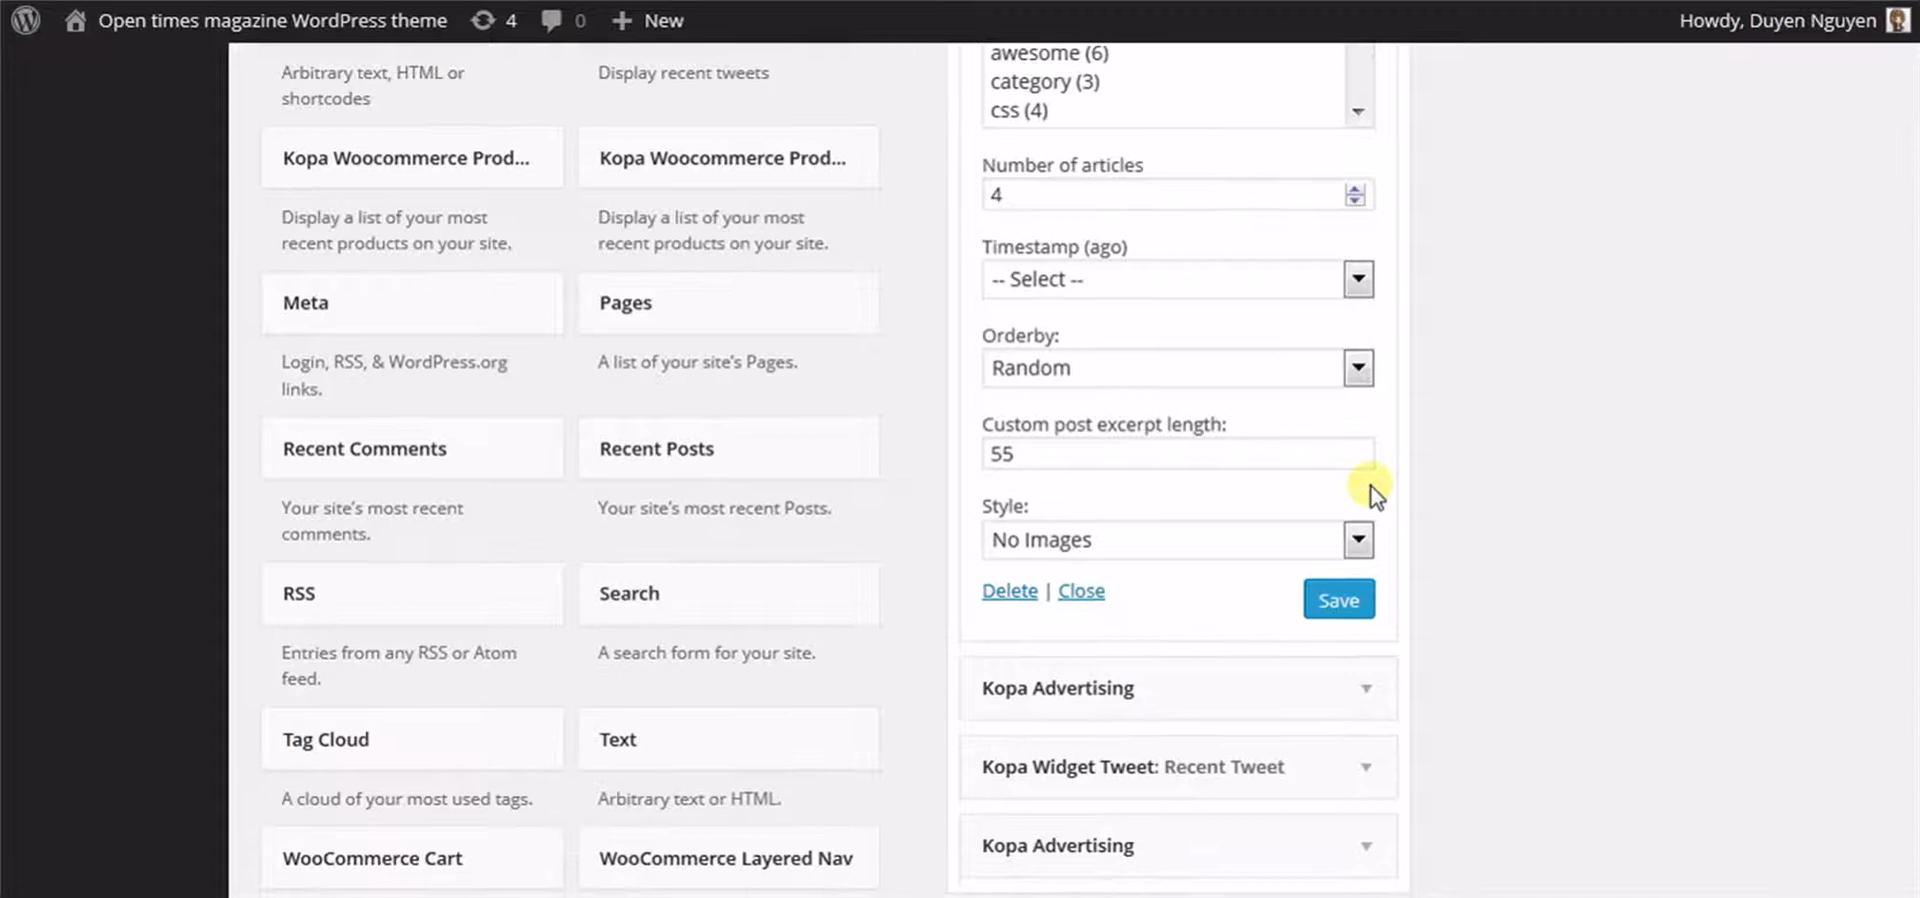 Open times magazine WordPress theme 4 0 New Howdy, Duyen Nguyen
Arbitrary text, HTML or
shortcodes
Display recent tweets
Kopa Woocommerce Prod...
Kopa Woocommerce Prod...
Display a list of your most
recent products on your site.
Display a list of your most
recent products on your site.
Meta
Pages
Login, RSS, & WordPress.org
links.
A list of your site's Pages.
Recent Comments
Recent Posts
Your site's most recent
comments.
Your site's most recent Posts.
RSS
Search
Entries from any RSS or Atom
feed.
A search form for your site.
Tag Cloud
Text
A cloud of your most used tags.
Arbitrary text or HTML.
WooCommerce Cart
WooCommerce Layered Nav
awesome (6)
category (3)
css (4)
Number of articles
4
Timestamp (ago)
-- Select --
Orderby:
Random
Custom post excerpt length:
55
Style:
No Images
Delete | Close
Save
Kopa Advertising
Kopa Widget Tweet: Recent Tweet
Kopa Advertising